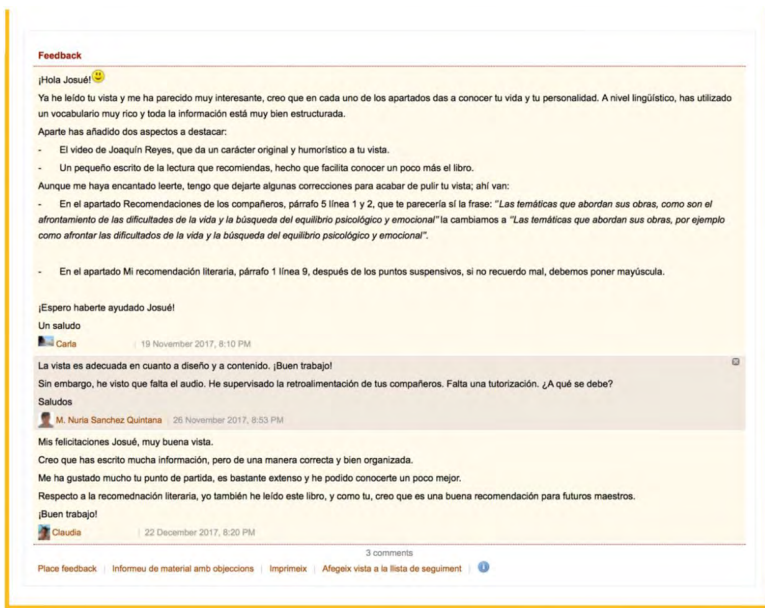 Feedback
¡Hola Josué!
Ya he leído tu vista y me ha parecido muy interesante, creo que en cada uno de los apartados das a conocer tu vida y tu personalidad. A nivel lingüístico, has utilizado
un vocabulario muy rico y toda la información está muy bien estructurada.
Aparte has añadido dos aspectos a destacar:
- El video de Joaquín Reyes, que da un carácter original y humorístico a tu vista.
- Un pequeño escrito de la lectura que recomiendas, hecho que facilita conocer un poco más el libro.
Aunque me haya encantado leerte, tengo que dejarte algunas correcciones para acabar de pulir tu vista; ahí van:
- En el apartado Recomendaciones de los compañeros, párrafo 5 línea 1 y 2, que te parecería sí la frase: "Las temáticas que abordan sus obras, como son el
afrontamiento de las dificultades de la vida y la búsqueda del equilibrio psicológico y emocional" la cambiamos a "Las temáticas que abordan sus obras, por ejemplo
como afrontar las dificultados de la vida y la búsqueda del equilibrio psicológico y emocional".
- En el apartado Mi recomendación literaria, párrafo 1 línea 9, después de los puntos suspensivos, si no recuerdo mal, debemos poner mayúscula.
¡Espero haberte ayudado Josué!
Un saludo
Carla | 19 November 2017, 8:10 PM
La vista es adecuada en cuanto a diseño y a contenido. ¡Buen trabajo!
Sin embargo, he visto que falta el audio. He supervisado la retroalimentación de tus compañeros. Falta una tutorización. ¿A qué se debe?
Saludos
M. Nuria Sanchez Quintana | 26 November 2017, 8:53 PM
Mis felicitaciones Josué, muy buena vista.
Creo que has escrito mucha información, pero de una manera correcta y bien organizada.
Me ha gustado mucho tu punto de partida, es bastante extenso y he podido conocerte un poco mejor.
Respecto a la recomednación literaria, yo también he leído este libro, y como tu, creo que es una buena recomendación para futuros maestros.
¡Buen trabajo!
Claudia | 22 December 2017, 8:20 PM
3 comments
Place feedback | Informeu de material amb objeccions | Imprimeix | Afegeix vista a la llista de seguiment |